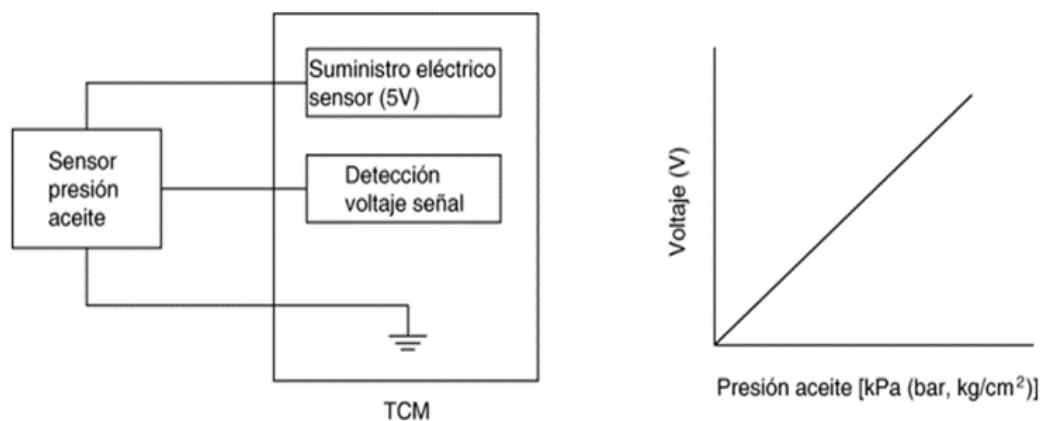 Suministro eléctrico
sensor (5V)
Sensor
presión
aceite
Detección
voltaje señal
TCM
Voltaje (V)
Presión aceite [kPa (bar, kg/cm²)]